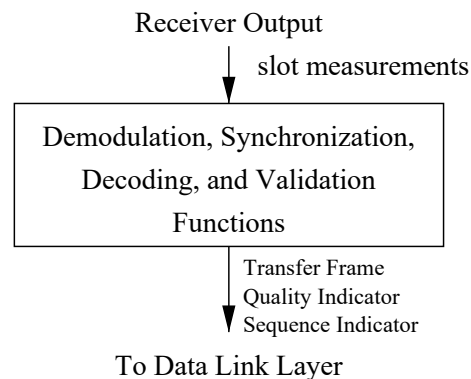 Receiver Output
slot measurements
Demodulation, Synchronization,
Decoding, and Validation
Functions
Transfer Frame
Quality Indicator
Sequence Indicator
To Data Link Layer